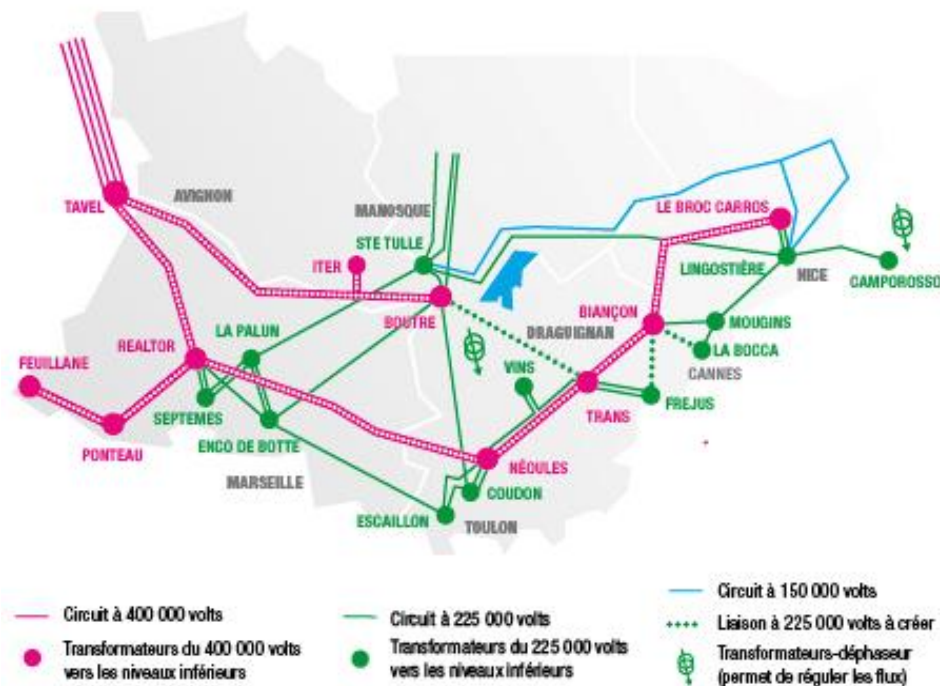 AVIGNON
TAVEL
MANOSQUE
STE TULLE
ITER
LE BROC CARROS
LINGOSTIÈRE
NICE
CAMPOROSSO
BOUTRE
BIANÇON
DRAGUIGNAN
MOUGINS
LA BOCCA
CANNES
LA PALUN
REALTOR
FEUILLANE
VINS
TRANS
FREJUS
SEPTEMES
ENCO DE BOTTE
PONTEAU
MARSEILLE
NÉOULES
COUDON
ESCAILLON
TOULON
Circuit à 400 000 volts
Transformateurs du 400 000 volts
vers les niveaux inférieurs
Circuit à 225 000 volts
Transformateurs du 225 000 volts
vers les niveaux inférieurs
Circuit à 150 000 volts
Liaison à 225 000 volts à créer
Transformateurs-déphaseur
(permet de réguler les flux)